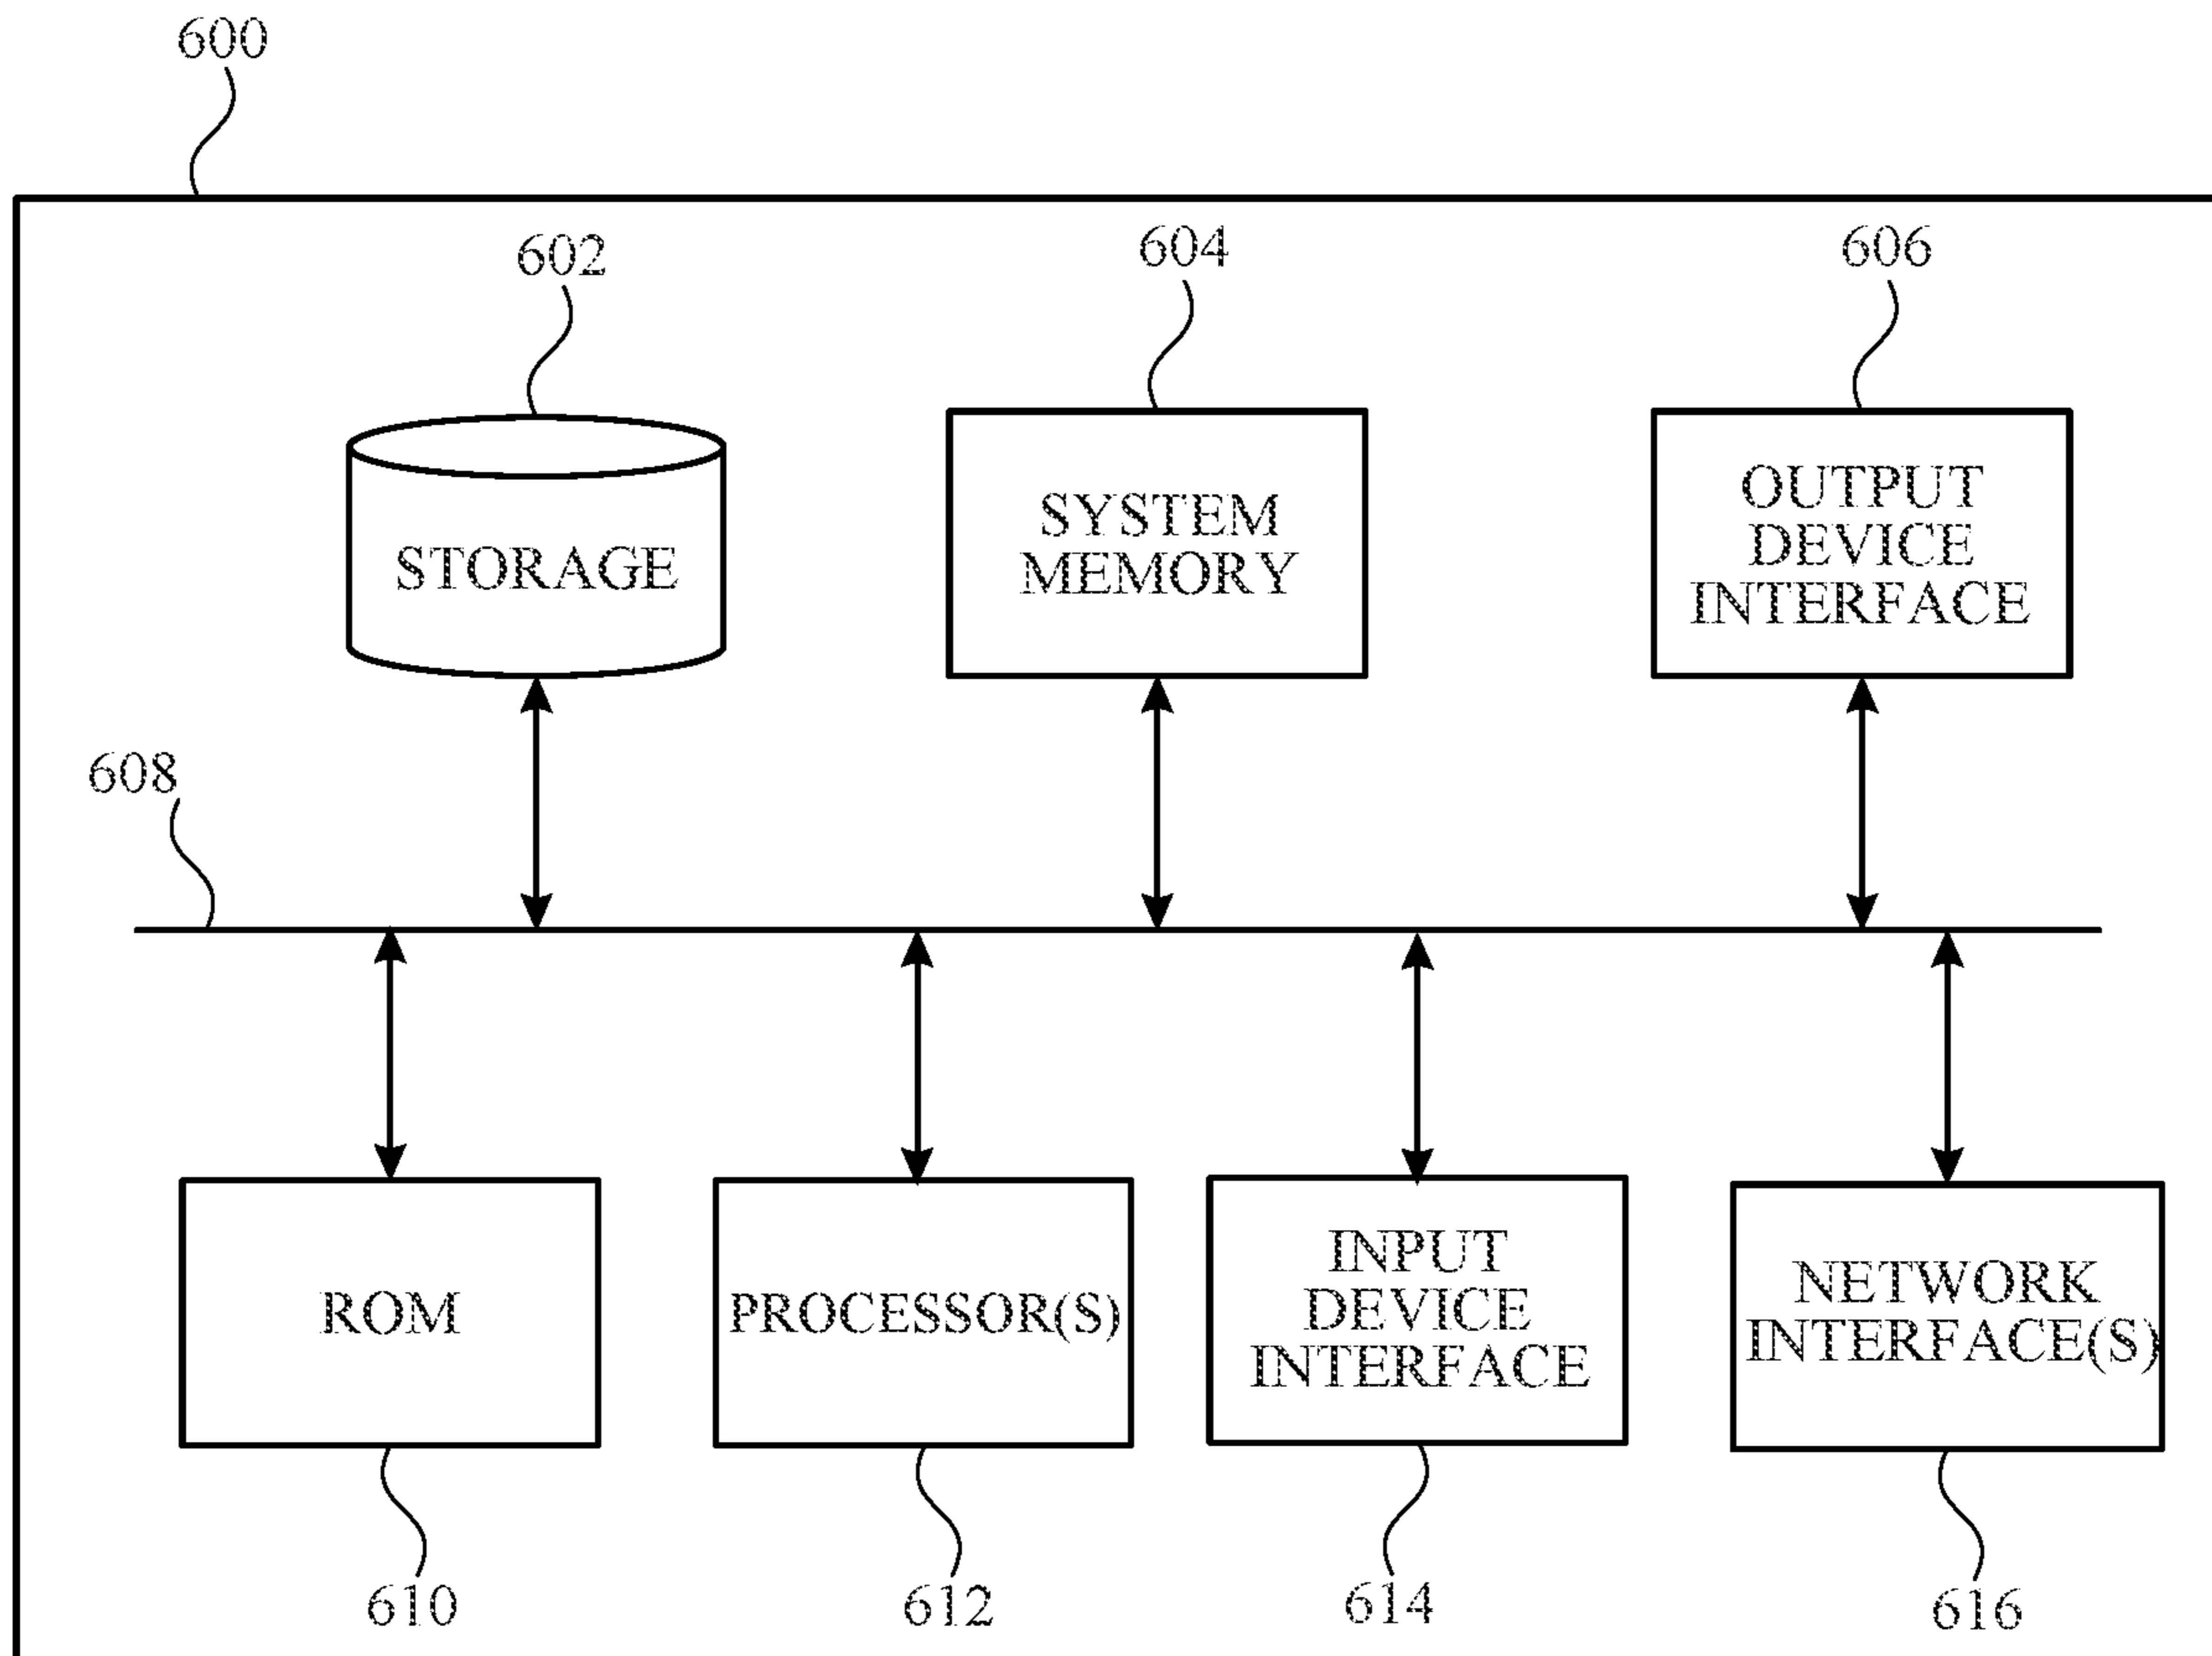 600
602
604
606
STORAGE
SYSTEM
MEMORY
OUTPUT
DEVICE
INTERFACE
608
ROM
PROCESSOR(S)
INPUT
DEVICE
INTERFACE
NETWORK
INTERFACE(S)
610
612
614
616